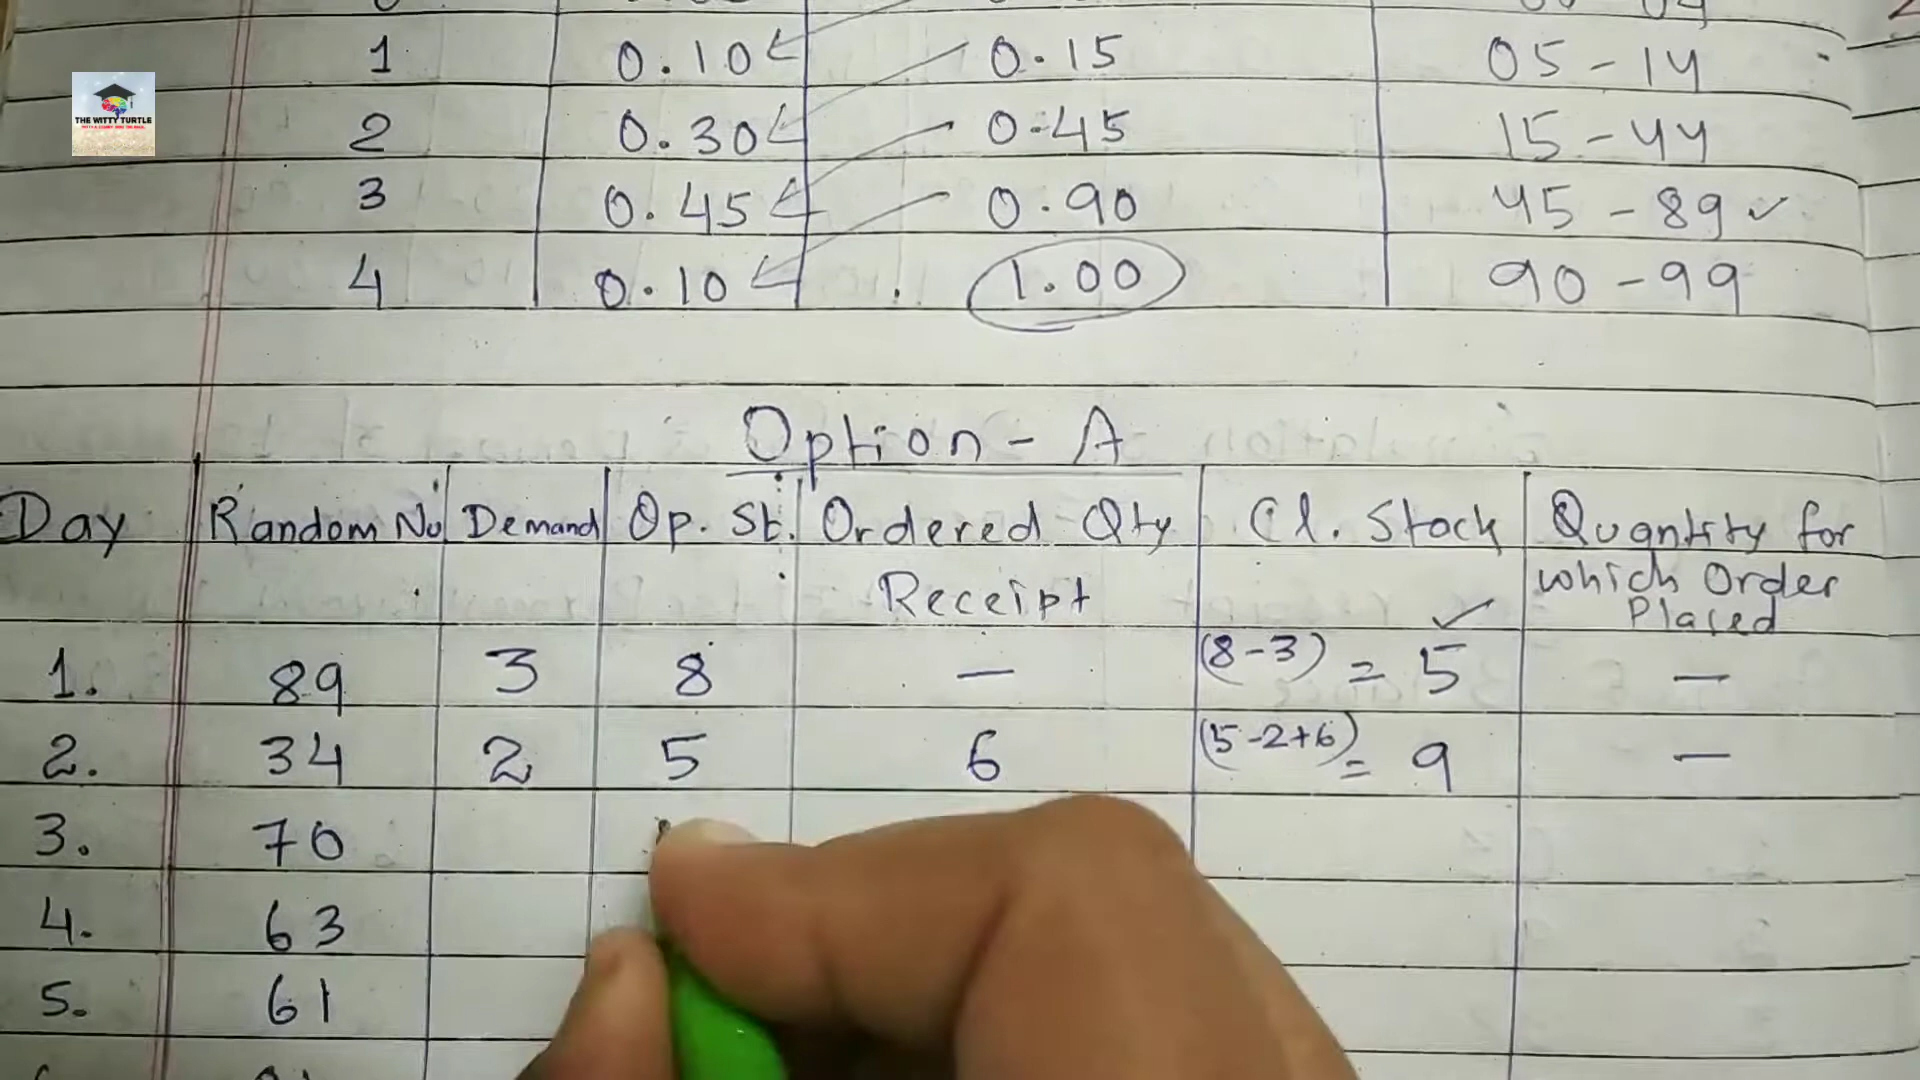 1 0.10 0.15 05-14
2 0.30 0.45 15-44
3 0.45 0.90 45-89 ✓
4 0.10 1.00 90-99
THE WITTY TURTLE
Option - A
Day Random No Demand Op. St. Ordered Qty Cl. Stock Quantity for
Receipt which Order
Placed
1. 89 3 8 — (8-3) = 5 —
2. 34 2 5 6 (5-2+6) = 9 —
3. 70
4. 63
5. 61